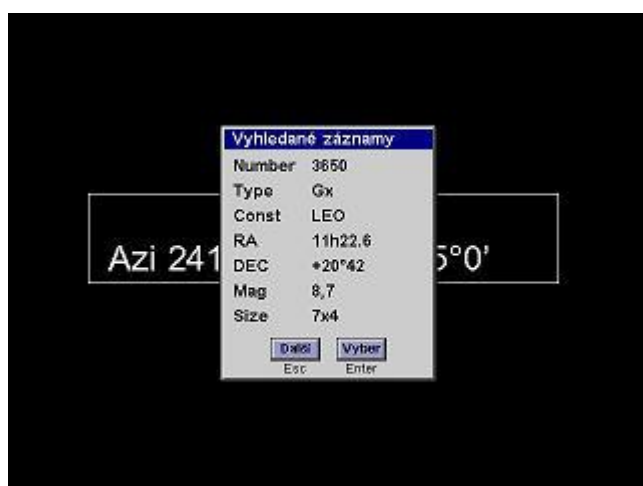 Vyhledané záznamy
Number 3650
Type Gx
Const LEO
RA 11h22.6
DEC +20°42
Mag 8,7
Size 7x4
Azi 241 5°0'
Další Vyber
Esc Enter